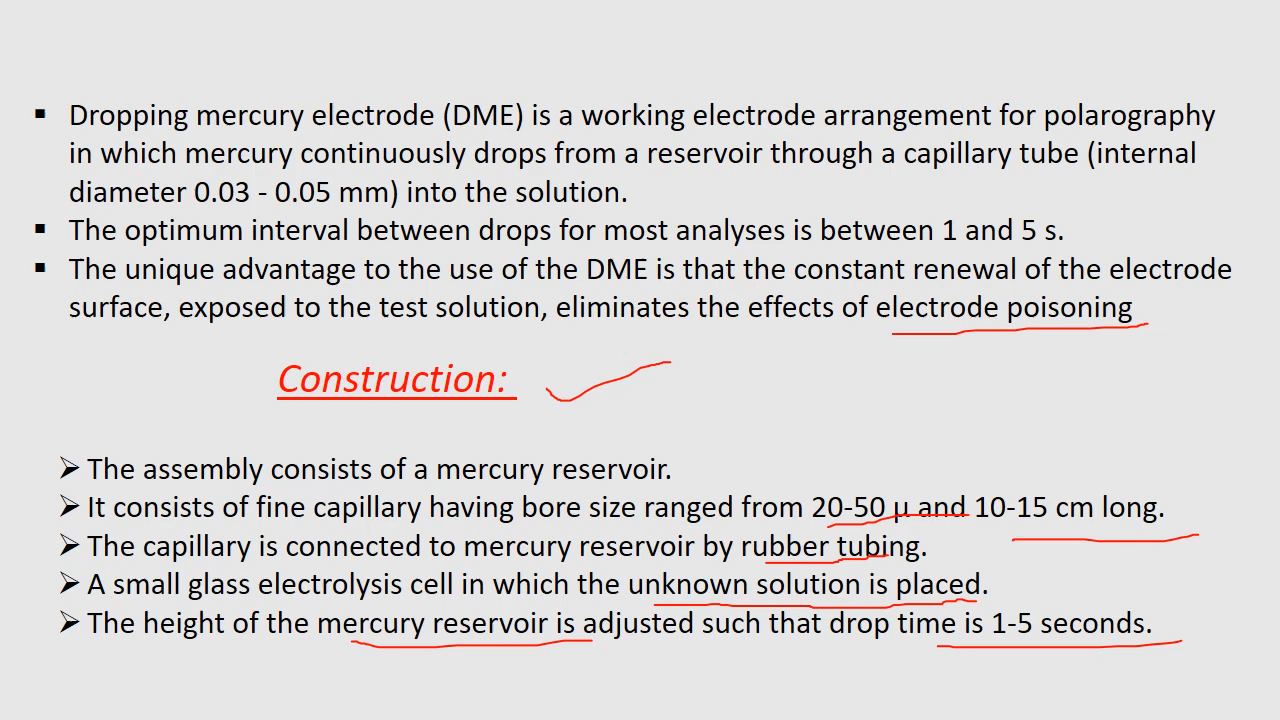 ▪ Dropping mercury electrode (DME) is a working electrode arrangement for polarography
in which mercury continuously drops from a reservoir through a capillary tube (internal
diameter 0.03 - 0.05 mm) into the solution.
▪ The optimum interval between drops for most analyses is between 1 and 5 s.
▪ The unique advantage to the use of the DME is that the constant renewal of the electrode
surface, exposed to the test solution, eliminates the effects of electrode poisoning
Construction:
➢ The assembly consists of a mercury reservoir.
➢ It consists of fine capillary having bore size ranged from 20-50 µ and 10-15 cm long.
➢ The capillary is connected to mercury reservoir by rubber tubing.
➢ A small glass electrolysis cell in which the unknown solution is placed.
➢ The height of the mercury reservoir is adjusted such that drop time is 1-5 seconds.